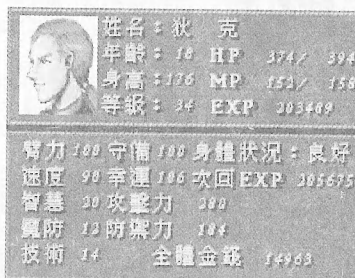 姓名：狄 克
年齡：18 HP 374/ 394
身高：176 MP 152/ 158
等級：34 EXP 203489
臂力 108 守備 100 身體狀況：良好
速度 98 幸運 106 次回EXP 205675
智慧 20 攻擊力 288
魔防 12 防禦力 184
技術 14 全體金錢 14963